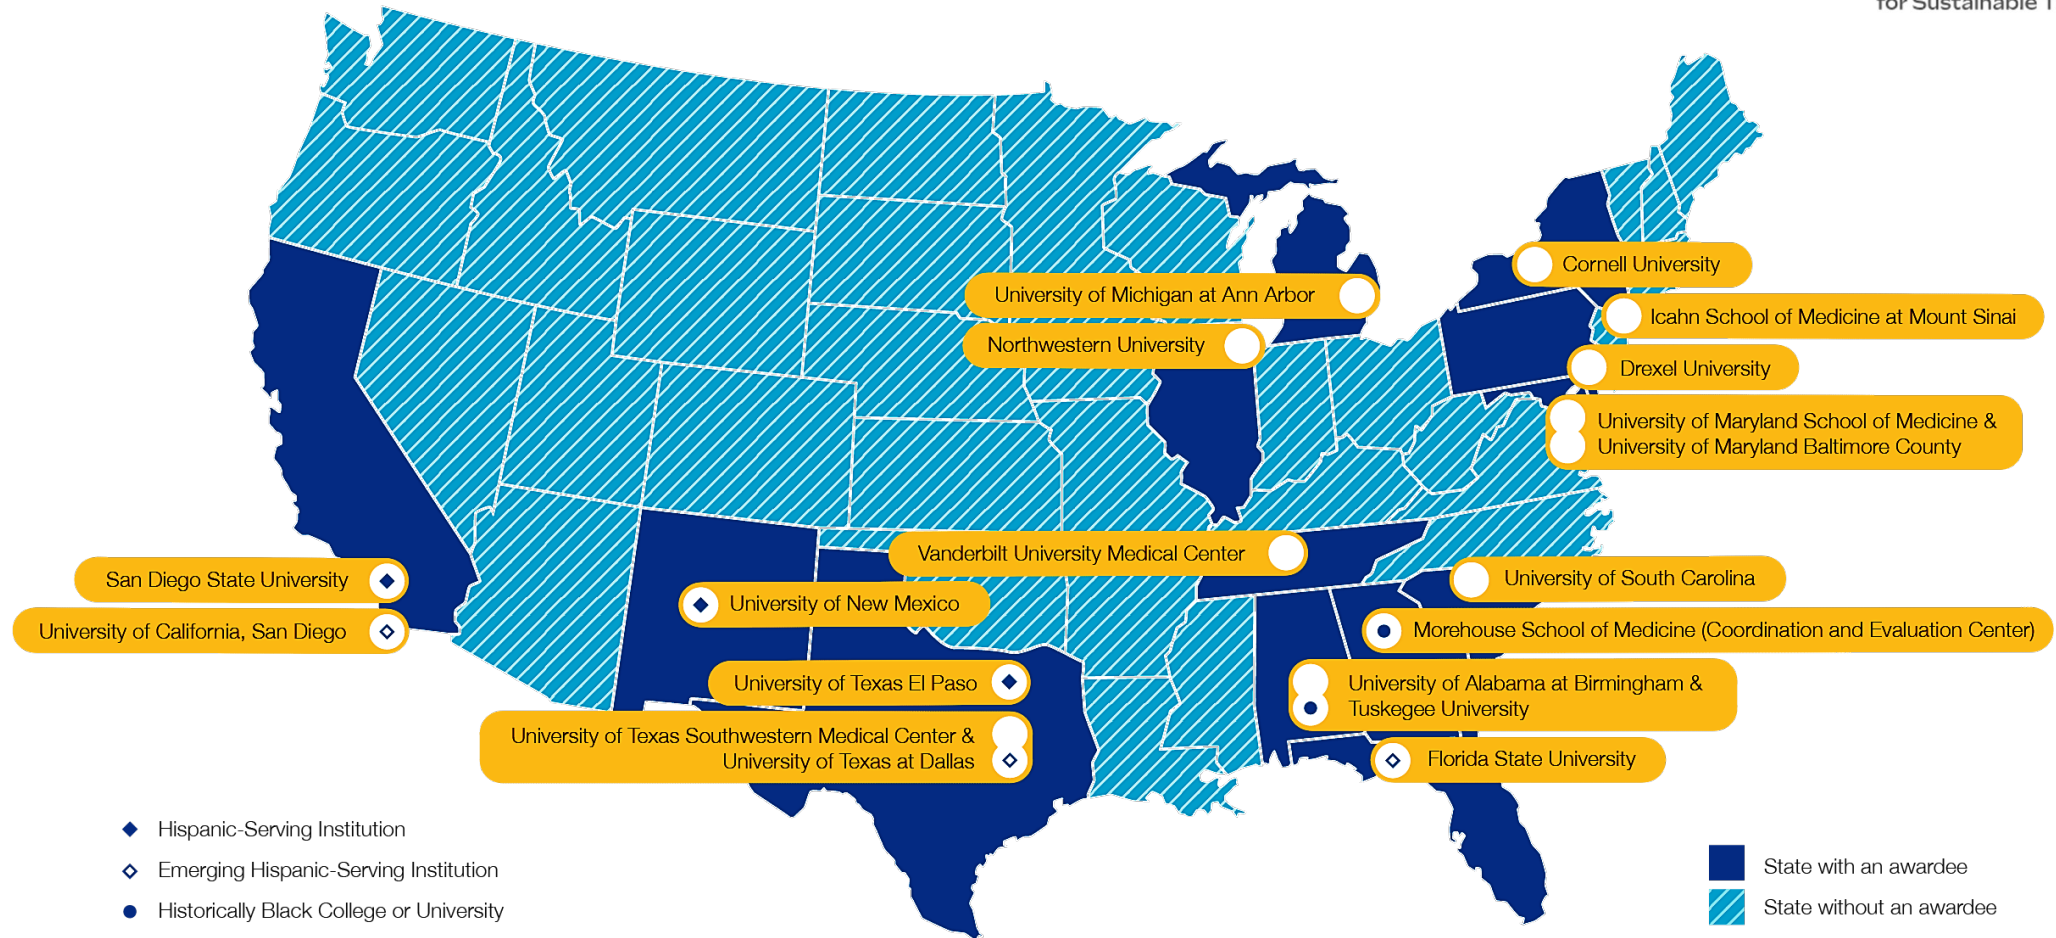 for Sustainable
Cornell University
University of Michigan at Ann Arbor
Icahn School of Medicine at Mount Sinai
Northwestern University
Drexel University
University of Maryland School of Medicine &
University of Maryland Baltimore County
Vanderbilt University Medical Center
San Diego State University
University of South Carolina
University of New Mexico
University of California, San Diego
Morehouse School of Medicine (Coordination and Evaluation Center)
University of Texas El Paso
University of Alabama at Birmingham &
Tuskegee University
University of Texas Southwestern Medical Center &
University of Texas at Dallas
Florida State University
Hispanic-Serving Institution
Emerging Hispanic-Serving Institution
Historically Black College or University
State with an awardee
State without an awardee